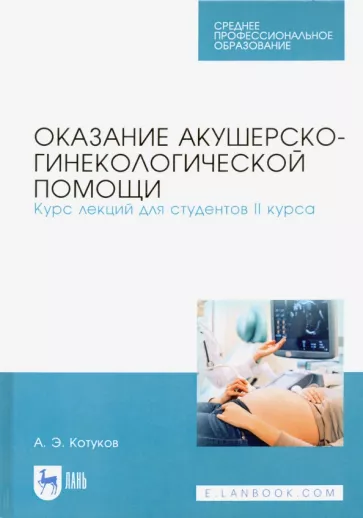 СРЕДНЕЕ
ПРОФЕССИОНАЛЬНОЕ
ОБРАЗОВАНИЕ
ОКАЗАНИЕ АКУШЕРСКО-
ГИНЕКОЛОГИЧЕСКОЙ
ПОМОЩИ
Курс лекций для студентов II курса
А. Э. Котуков
ЛАНЬ
E.LANBOOK.COM